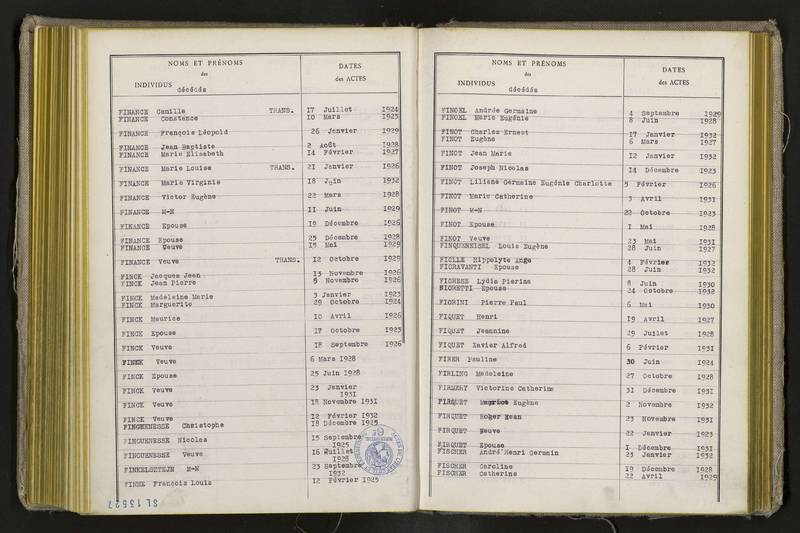 NOMS ET PRÉNOMS
des
INDIVIDUS décédés
DATES
des ACTES
FINANCE Camille TRANS. 17 Juillet 1924
FINANCE Constance 10 Mars 1923
FINANCE François Léopold 26 Janvier 1929
FINANCE Jean Baptiste 2 Août 1928
FINANCE Marie Elisabeth 14 Février 1927
FINANCE Marie Louise TRANS. 21 Janvier 1926
FINANCE Marie Virginie 18 Juin 1932
FINANCE Victor Eugène 22 Mars 1928
FINANCE M-N 11 Juin 1929
FINANCE Epouse 19 Décembre 1926
FINANCE Epouse 25 Décembre 1928
FINANCE Veuve 15 Mai 1929
FINANCE Veuve TRANS. 12 Octobre 1929
FINCE Jacques Jean 13 Novembre 1926
FINCK Jean Pierre 5 Novembre 1926
FINCK Madeleine Marie 3 Janvier 1923
FINCK Marguerite 29 Octobre 1924
FINCK Maurice 10 Avril 1926
FINCK Epouse 17 Octobre 1923
FINCK Veuve 18 Septembre 1926
FINCK Veuve 6 Mars 1928
FINCK Epouse 25 Juin 1928
FINCK Veuve 23 Janvier 1931
FINCK Veuve 18 Novembre 1931
FINCK Veuve 12 Février 1932
FINGUENESSE Christophe 18 Décembre 1925
FINGUENESSE Nicolas 15 Septembre 1925
FINGUENESSE Veuve 16 Juillet 1928
FINKELSZTEJN M-N 23 Septembre 1932
François Louis 12 Février 1925
SL 13527
NOMS ET PRÉNOMS
des
INDIVIDUS décédés
DATES
des ACTES
FINOEL Andrée Germaine 4 Septembre 1929
FINOEL Marie Eugénie 8 Juin 1928
FINOT Charles Ernest 17 Janvier 1932
FINOT Eugène 6 Mars 1927
FINOT Jean Marie 12 Janvier 1932
FINOT Joseph Nicolas 14 Décembre 1923
FINOT Liliane Germaine Eugénie Charlotte 5 Février 1926
FINOT Marie Catherine 3 Avril 1931
FINOT M-N 22 Octobre 1923
FINOT Epouse 1 Mai 1928
FINOT Veuve 23 Mai 1931
FINQUENEISEL Louis Eugène 28 Juin 1927
FIOLLE Hippolyte Ange 4 Février 1932
FIORAVANTI Epouse 28 Juin 1932
FIORESE Lydia Pierina 8 Juin 1930
FIORETTI Epouse 24 Octobre 1932
FIORINI Pierre Paul 6 Mai 1930
FIQUET Henri 19 Avril 1927
FIQUET Jeannine 29 Juillet 1928
FIQUET Xavier Alfred 6 Février 1931
FIRER Pauline 30 Juin 1924
FIRLING Madeleine 27 Octobre 1928
FIRMERY Victorine Catherine 31 Décembre 1931
FIRQUET Maurice Eugène 2 Novembre 1932
FIRQUET Roger Jean 23 Novembre 1931
FIRQUET Veuve 22 Janvier 1923
FIRQUET Epouse 1 Décembre 1931
FISCHER André Henri Germain 23 Janvier 1932
FISCHER Caroline 19 Décembre 1928
FISCHER Catherine 22 Avril 1929